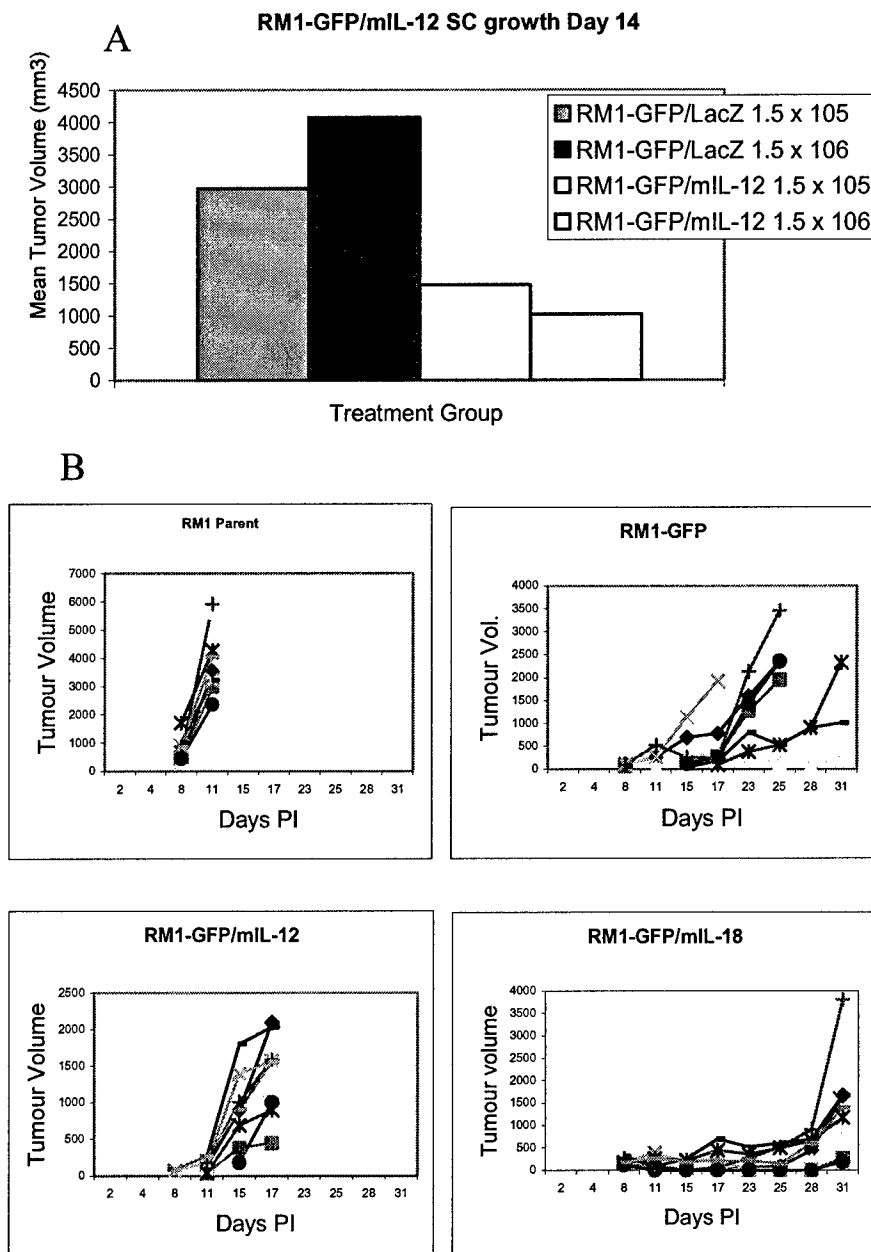 RM1-GFP/mIL-12 SC growth Day 14
A
Mean Tumor Volume (mm3)
4500
4000
3500
3000
2500
2000
1500
1000
500
0
RM1-GFP/LacZ 1.5 x 105
RM1-GFP/LacZ 1.5 x 106
RM1-GFP/mIL-12 1.5 x 105
RM1-GFP/mIL-12 1.5 x 106
Treatment Group
B
RM1 Parent
Tumour Volume
7000
6000
5000
4000
3000
2000
1000
0
2 4 8 11 15 17 23 25 28 31
Days PI
RM1-GFP
Tumour Vol.
4000
3500
3000
2500
2000
1500
1000
500
0
2 4 8 11 15 17 23 25 28 31
Days PI
RM1-GFP/mIL-12
Tumour Volume
2500
2000
1500
1000
500
0
2 4 8 11 15 17 23 25 28 31
Days PI
RM1-GFP/mIL-18
Tumour volume
4000
3500
3000
2500
2000
1500
1000
500
0
2 4 8 11 15 17 23 25 28 31
Days PI